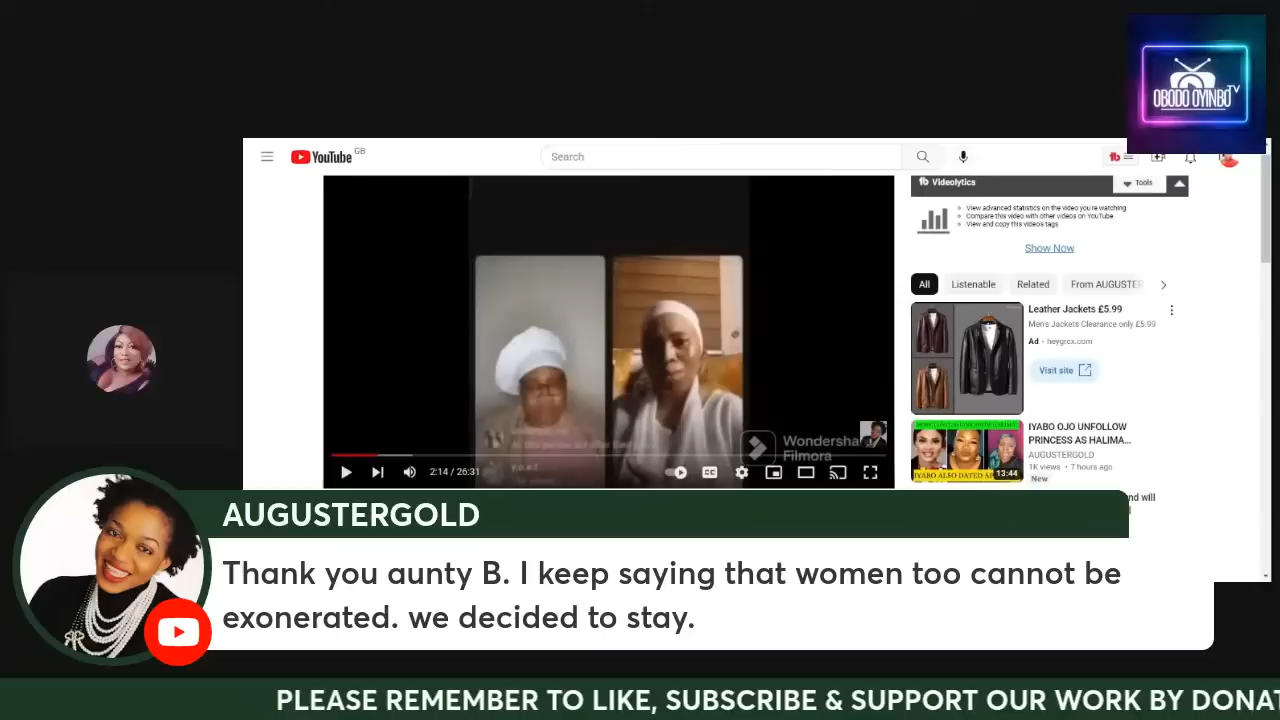 OBODO OYINBO TV
YouTube GB
Search
Videolytics
Tools
View advanced statistics on the video you're watching
Compare this video with other videos on YouTube
View and copy this video's tags
Show Now
All
Listenable
Related
From AUGUSTER
Leather Jackets £5.99
Men's Jackets Clearance only £5.99
Ad · heygrcx.com
Visit site
Wondersha
Filmora
2:14 / 26:31
IYABO OJO UNFOLLOW
PRINCESS AS HALIMA...
AUGUSTERGOLD
1K views • 7 hours ago
New
13:44
nd will
AUGUSTERGOLD
Thank you aunty B. I keep saying that women too cannot be
exonerated. we decided to stay.
PLEASE REMEMBER TO LIKE, SUBSCRIBE & SUPPORT OUR WORK BY DONAT